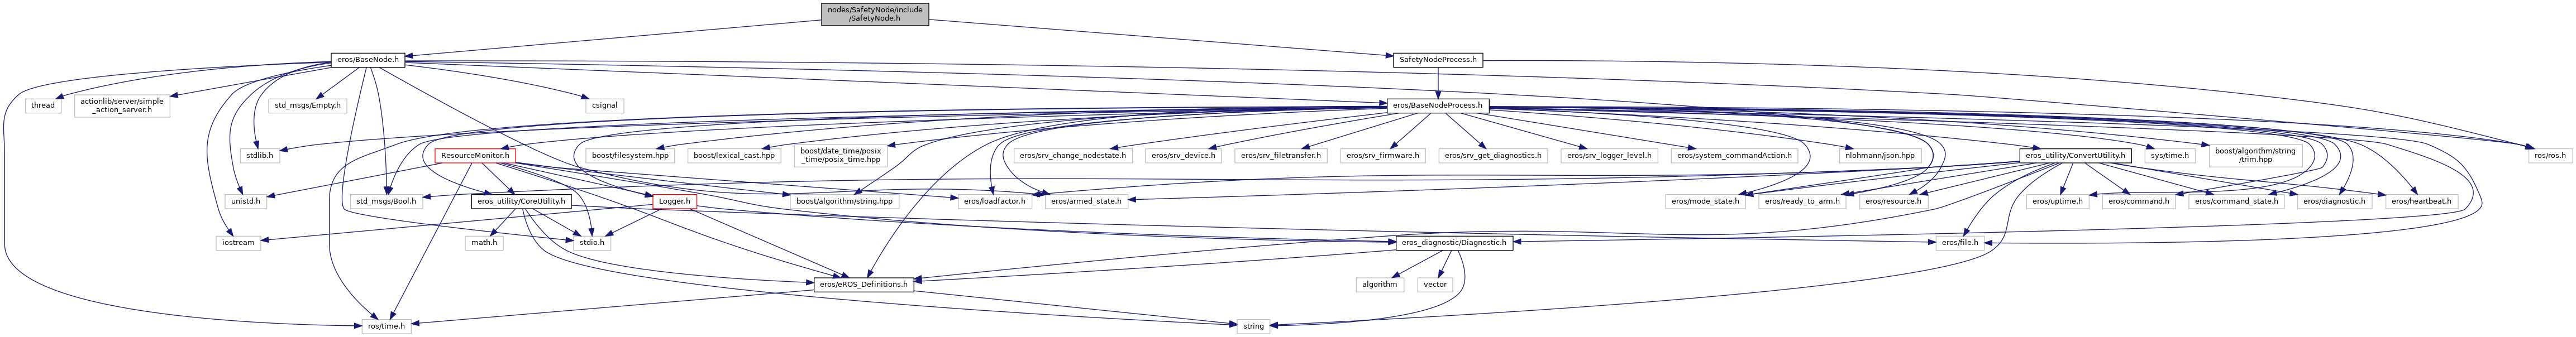 nodes/SafetyNode/include
/SafetyNode.h
eros/BaseNode.h
SafetyNodeProcess.h
thread
actionlib/server/simple
_action_server.h
std_msgs/Empty.h
csignal
eros/BaseNodeProcess.h
stdlib.h
ResourceMonitor.h
boost/filesystem.hpp
boost/lexical_cast.hpp
boost/date_time/posix
_time/posix_time.hpp
eros/srv_change_nodestate.h
eros/srv_device.h
eros/srv_filetransfer.h
eros/srv_firmware.h
eros/srv_get_diagnostics.h
eros/srv_logger_level.h
eros/system_commandAction.h
nlohmann/json.hpp
eros_utility/ConvertUtility.h
sys/time.h
boost/algorithm/string
/trim.hpp
ros/ros.h
unistd.h
std_msgs/Bool.h
eros_utility/CoreUtility.h
Logger.h
boost/algorithm/string.hpp
eros/loadfactor.h
eros/armed_state.h
eros/mode_state.h
eros/ready_to_arm.h
eros/resource.h
eros/uptime.h
eros/command.h
eros/command_state.h
eros/diagnostic.h
eros/heartbeat.h
iostream
math.h
stdio.h
eros_diagnostic/Diagnostic.h
eros/file.h
eros/eROS_Definitions.h
algorithm
vector
ros/time.h
string